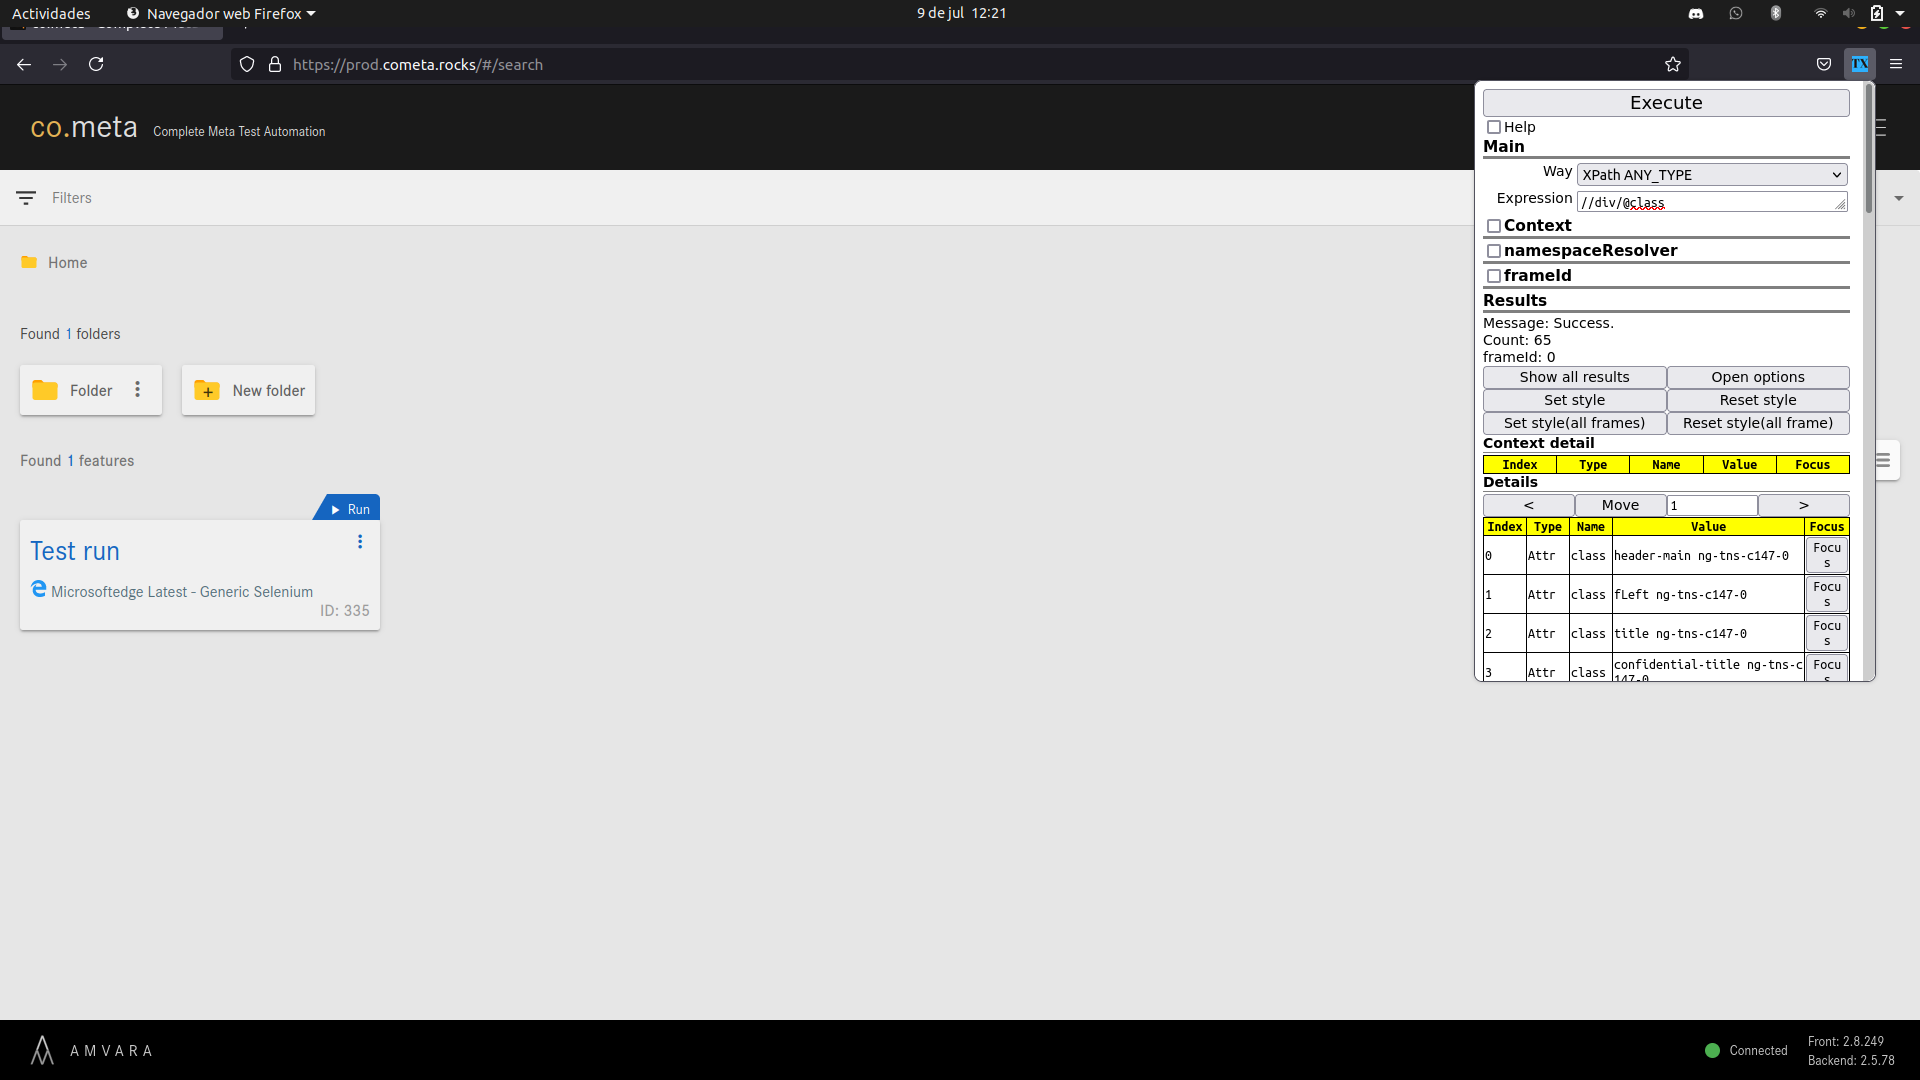 Actividades
Navegador web Firefox
9 de jul 12:21
https://prod.cometa.rocks/#/search
TX
co.meta
Complete Meta Test Automation
Filters
Home
Found 1 folders
Folder
New folder
Found 1 features
Run
Test run
Microsoftedge Latest - Generic Selenium
ID: 335
Execute
Help
Main
Way XPath ANY_TYPE
Expression //div/@class
Context
namespaceResolver
frameId
Results
Message: Success.
Count: 65
frameId: 0
Show all results Open options
Set style Reset style
Set style(all frames) Reset style(all frame)
Context detail
Index Type Name Value Focus
Details
< Move 1 >
Index Type Name Value Focus
0 Attr class header-main ng-tns-c147-0 Focu
s
1 Attr class fLeft ng-tns-c147-0 Focu
s
2 Attr class title ng-tns-c147-0 Focu
s
3 Attr class confidential-title ng-tns-c Focu
147-0 s
AMVARA
Connected
Front: 2.8.249
Backend: 2.5.78